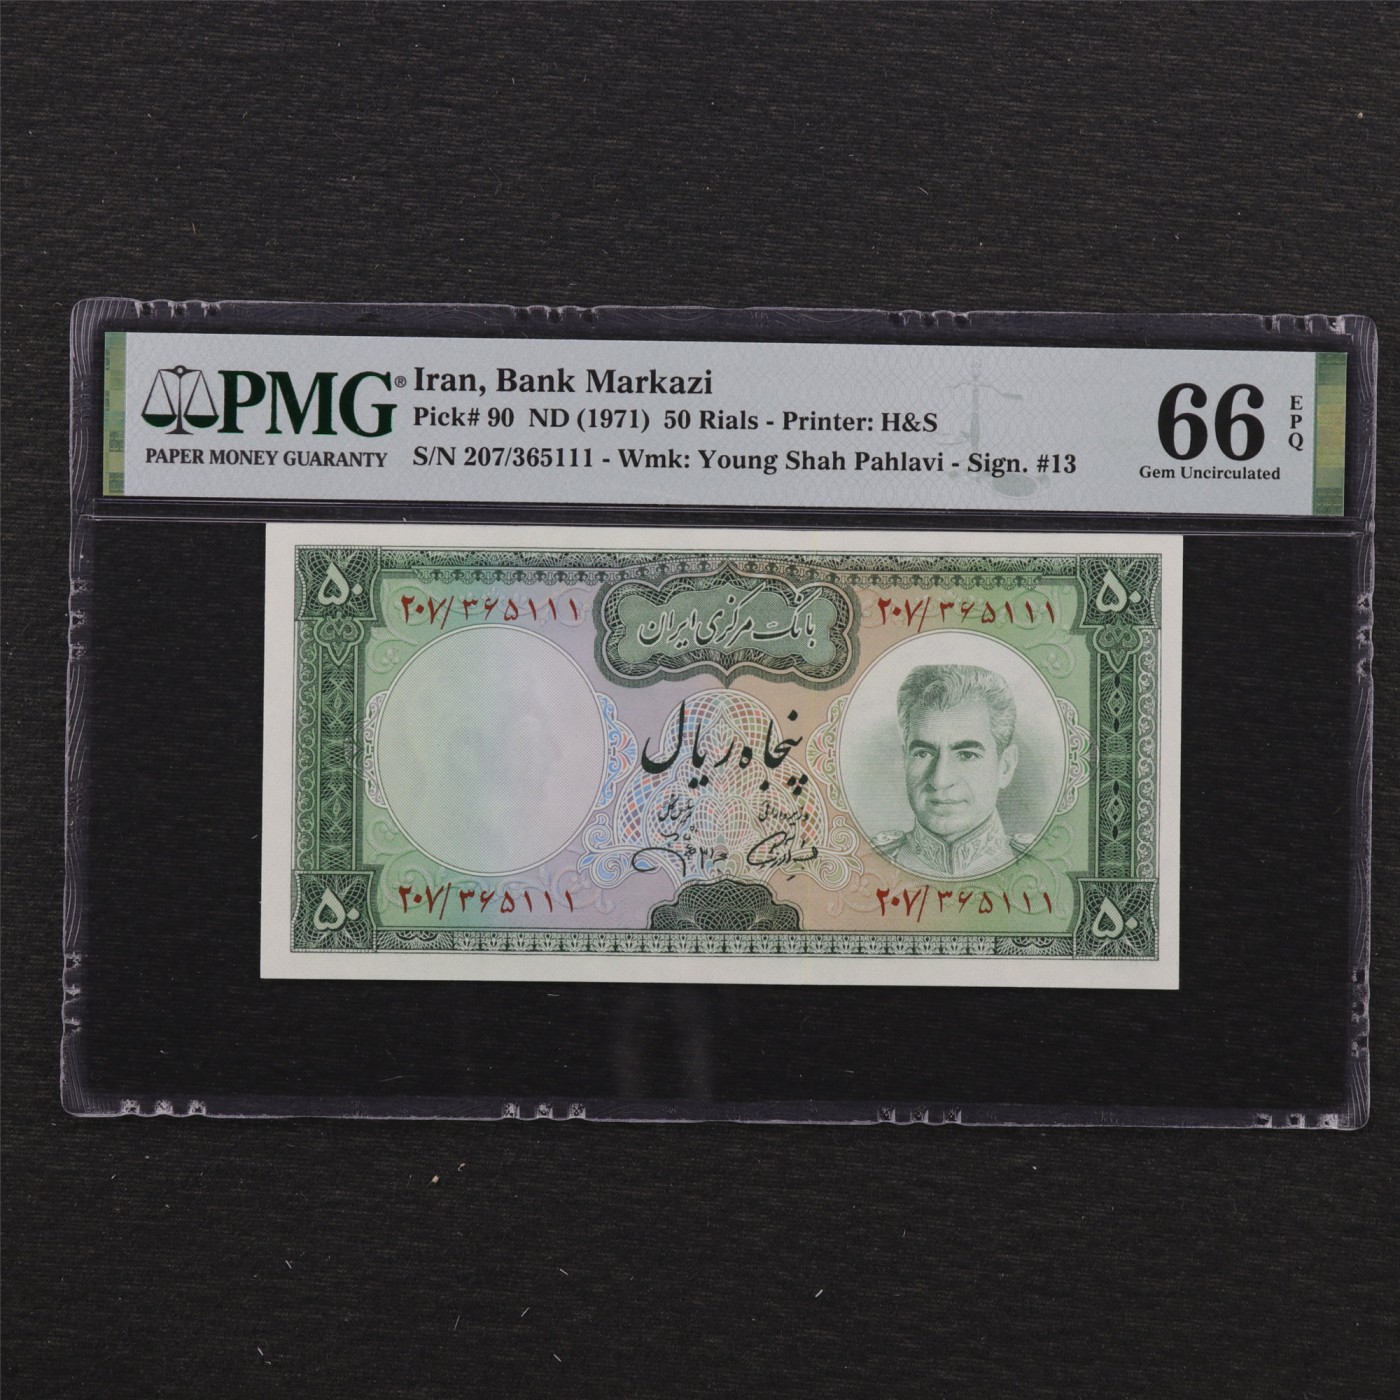 PMG® Iran, Bank Markazi
Pick# 90 ND (1971) 50 Rials - Printer: H&S
PAPER MONEY GUARANTY
S/N 207/365111 - Wmk: Young Shah Pahlavi - Sign. #13
66 EPQ
Gem Uncirculated
۵۰ ۵۰
۲۰۷/۳۶۵۱۱۱ ۲۰۷/۳۶۵۱۱۱
بانک مرکزی ایران
پنجاه ریال
۲۰۷/۳۶۵۱۱۱ ۲۰۷/۳۶۵۱۱۱
۵۰ ۵۰